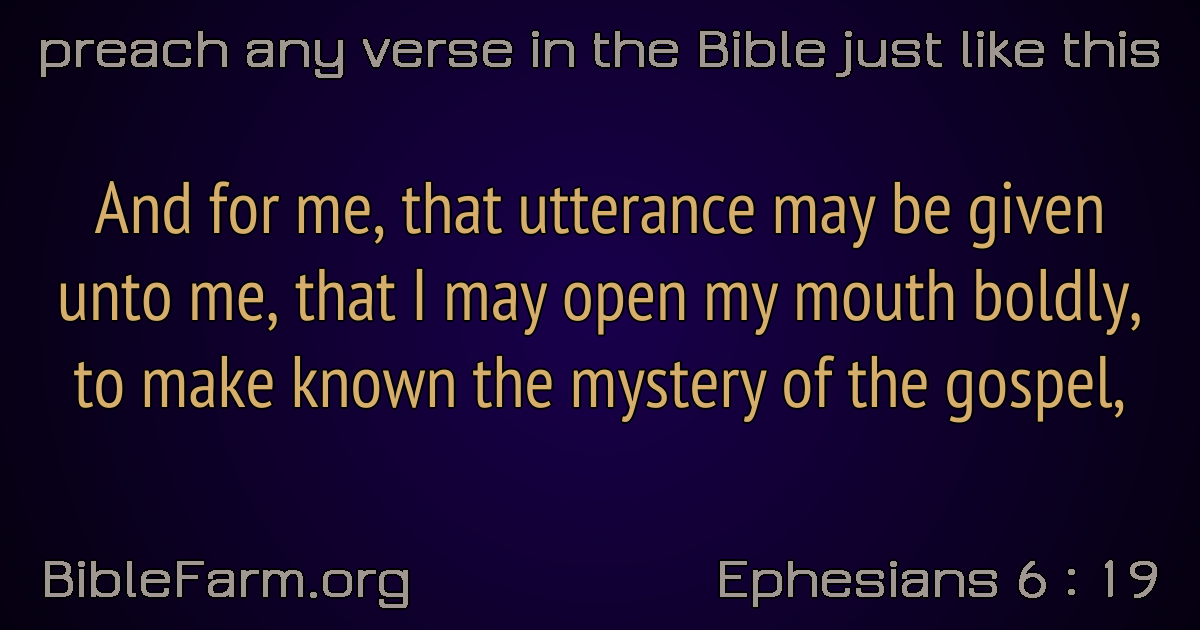 preach any verse in the Bible just like this
And for me, that utterance may be given
unto me, that I may open my mouth boldly,
to make known the mystery of the gospel,
BibleFarm.org
Ephesians 6 : 19